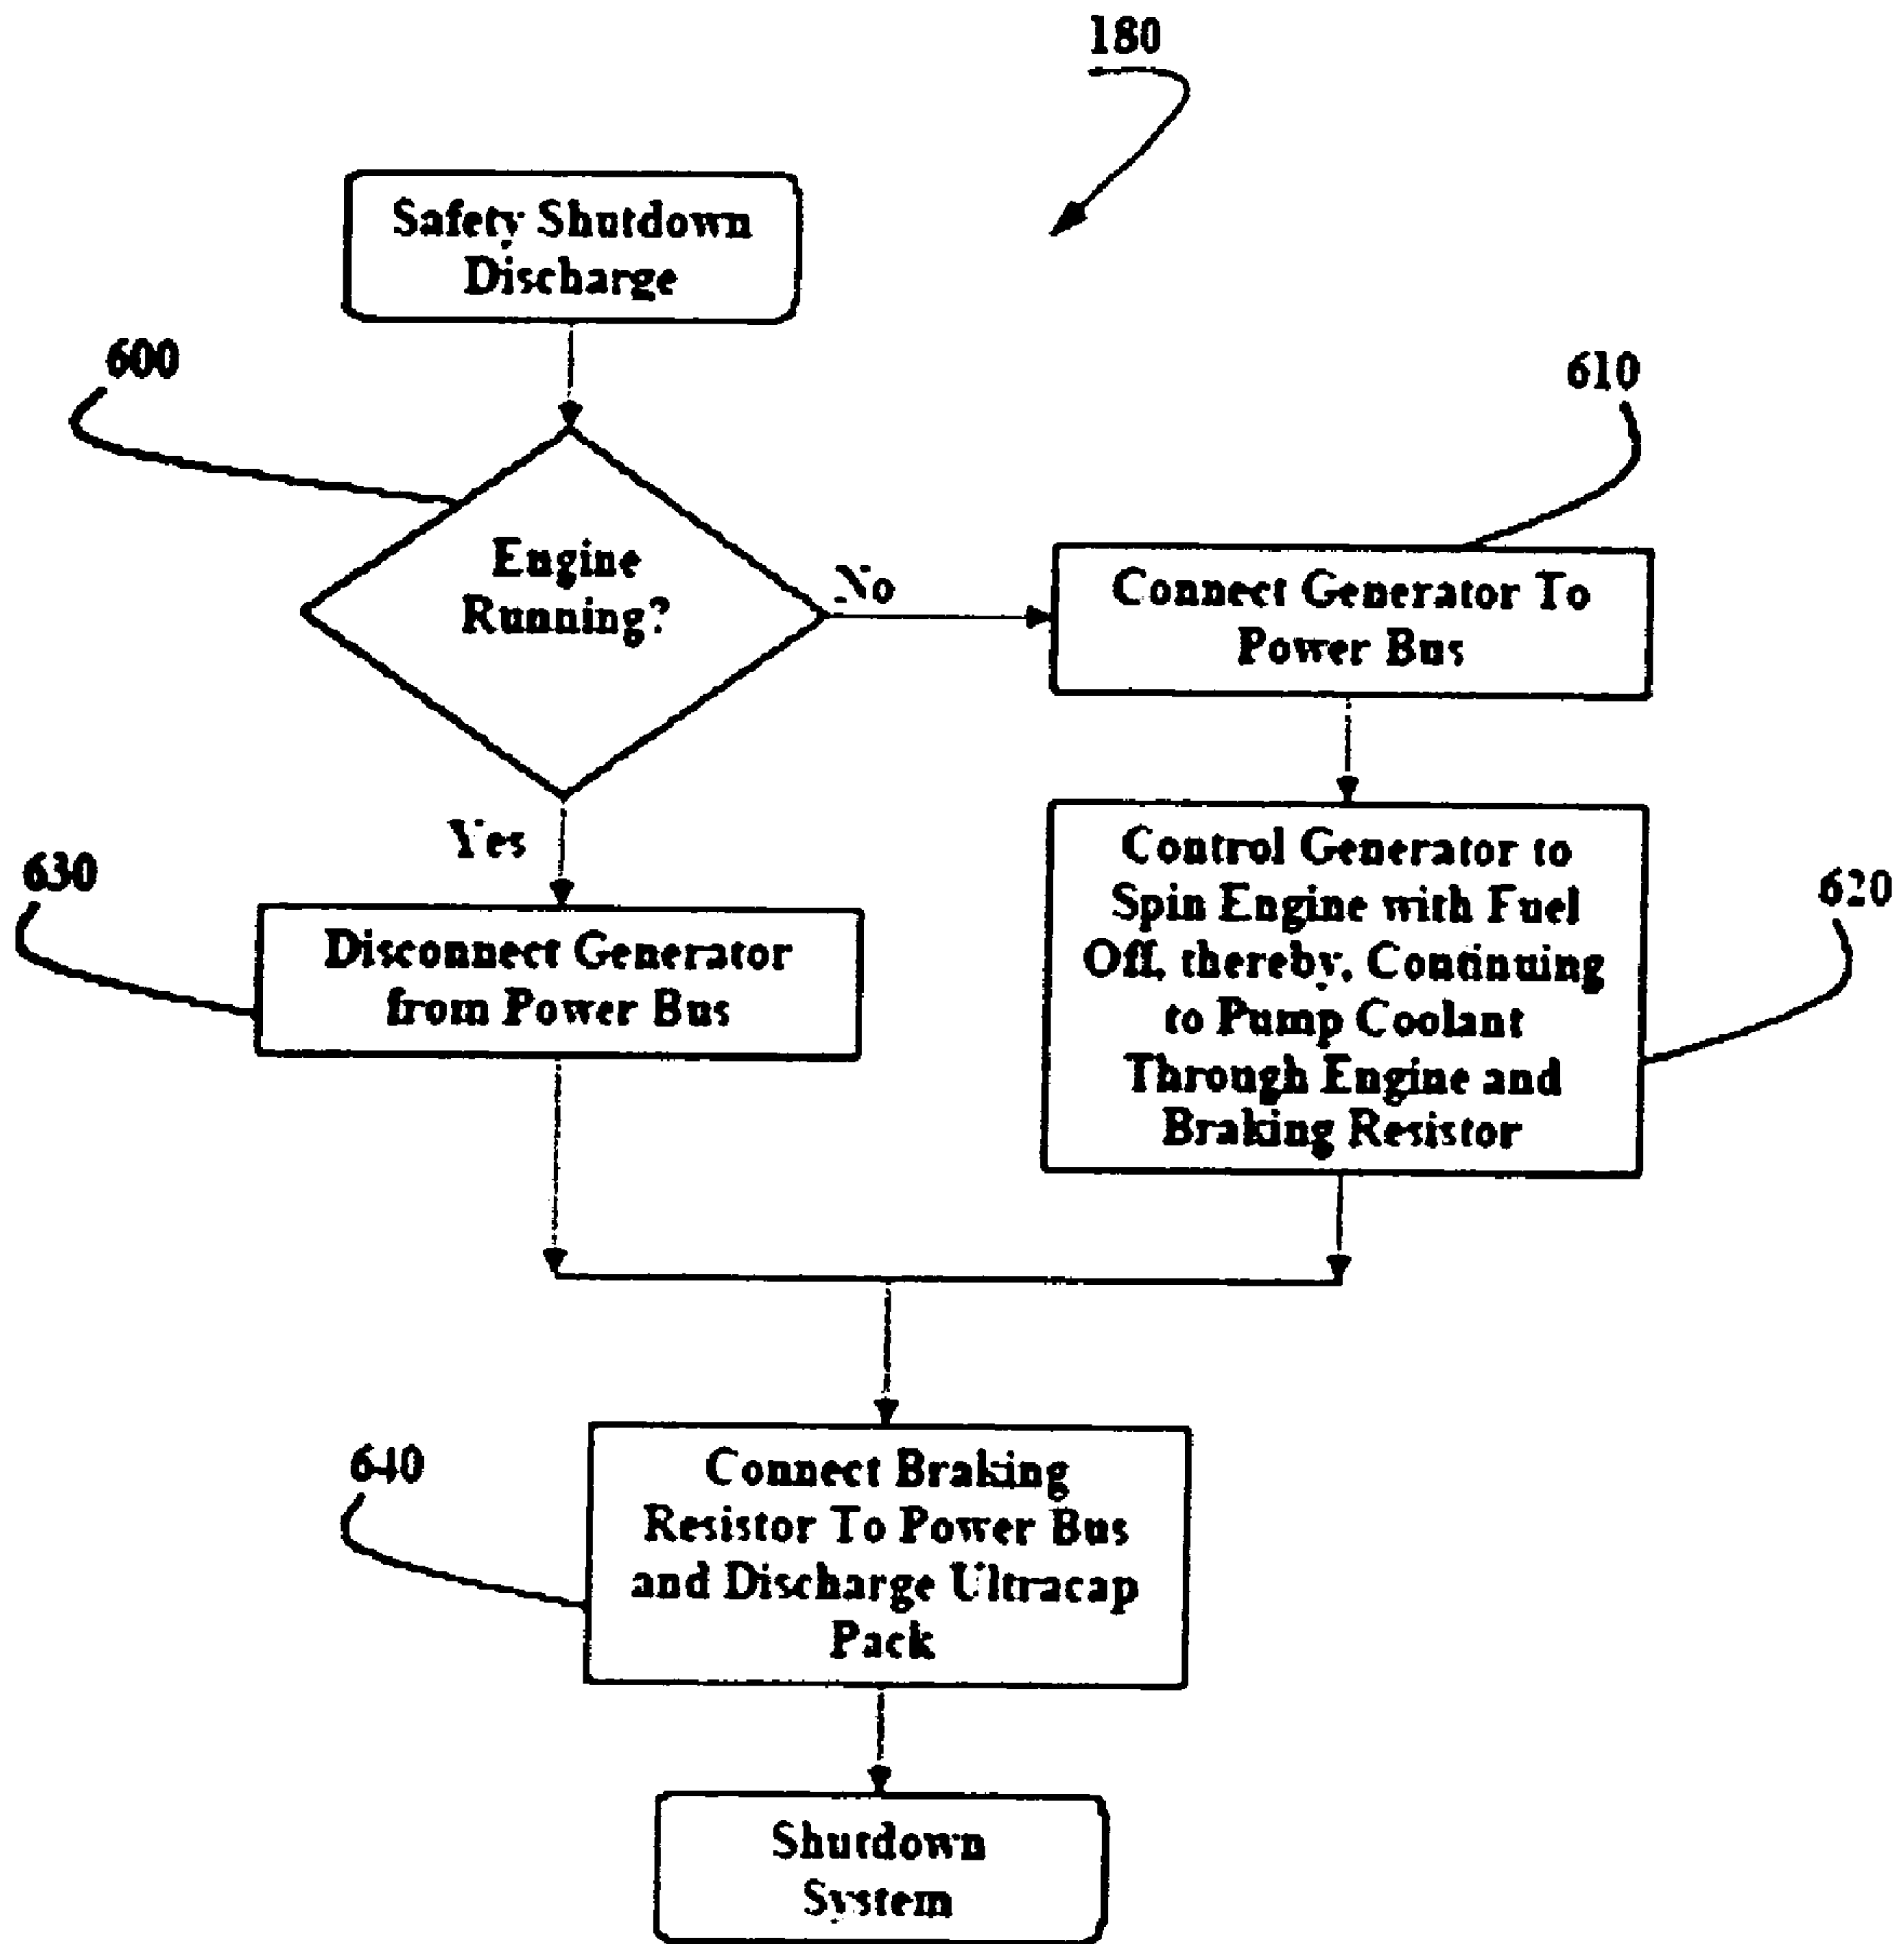 180
Safety Shutdown
Discharge
600
610
Engine
Running?
No
Connect Generator To
Power Bus
Yes
630
Disconnect Generator
from Power Bus
Control Generator to
Spin Engine with Fuel
Off, thereby, Continuing
to Pump Coolant
Through Engine and
Braking Resistor
620
640
Connect Braking
Resistor To Power Bus
and Discharge Ultracap
Pack
Shutdown
System